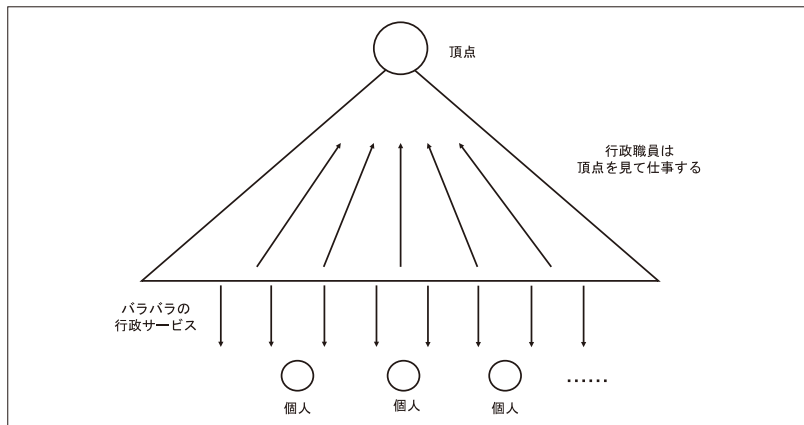 頂点
行政職員は
頂点を見て仕事する
バラバラの
行政サービス
個人
個人
個人
……